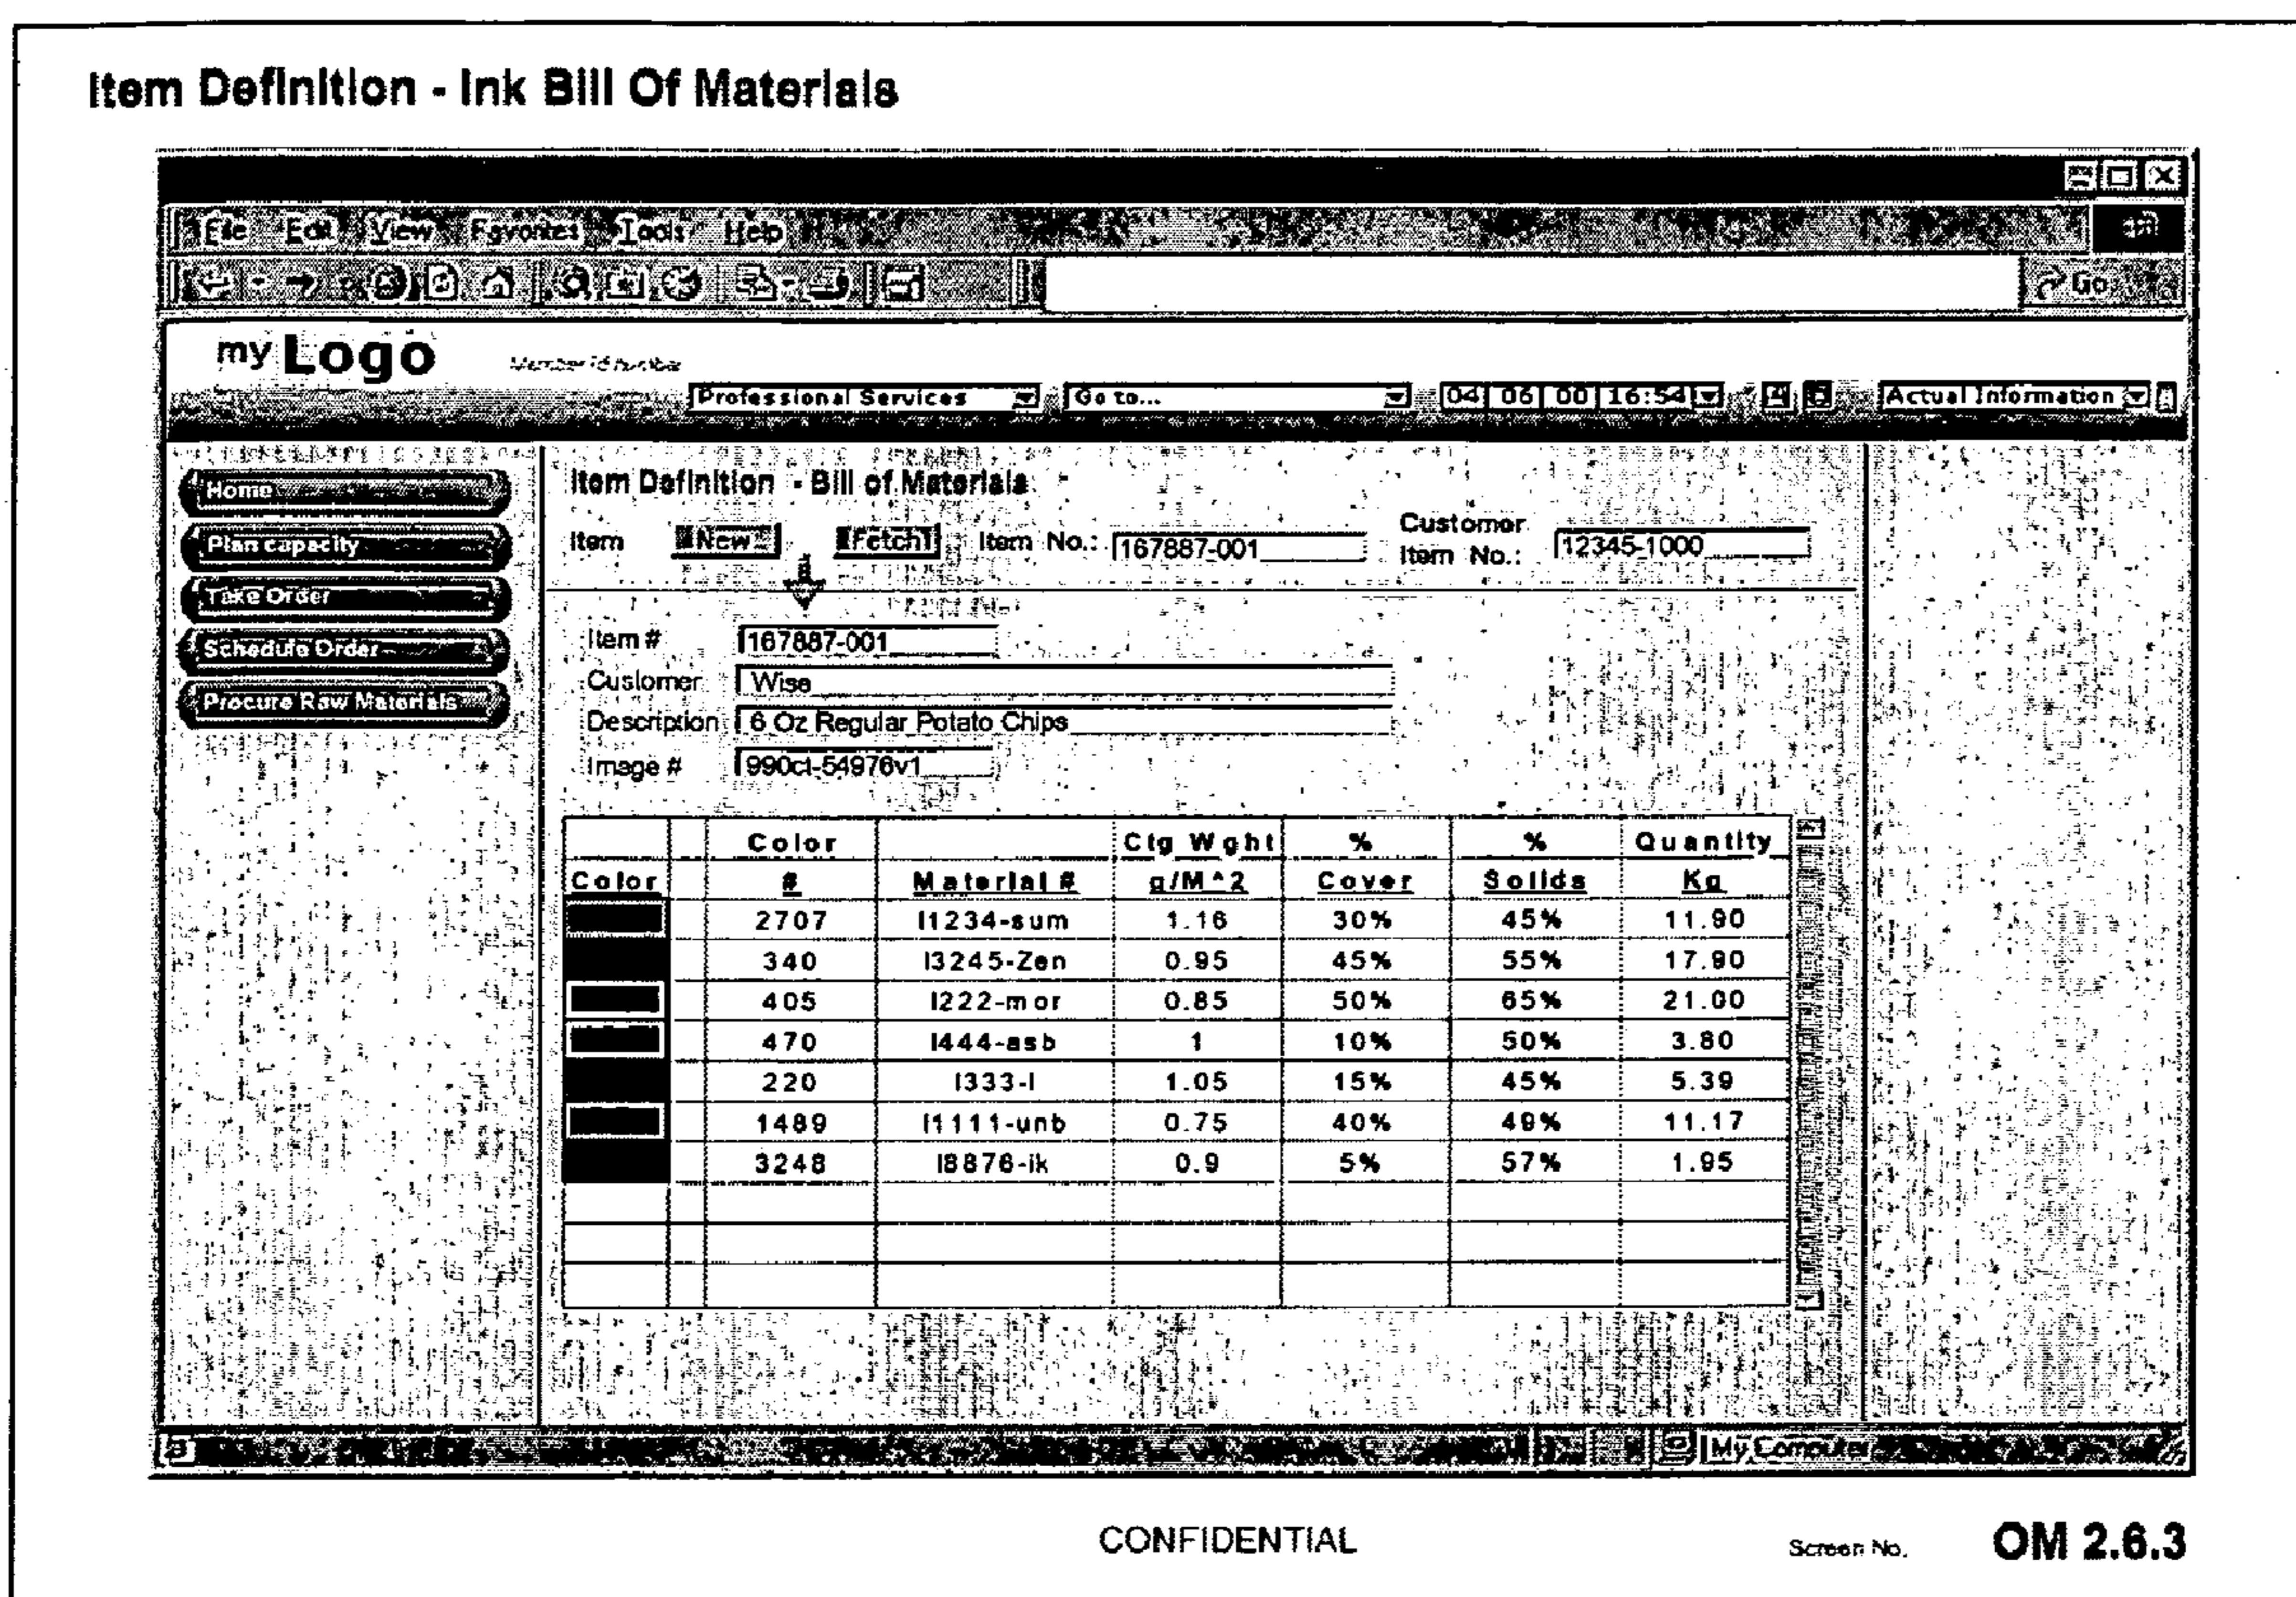 Item Definition - Ink Bill Of Materials
File Edit View Favorites Tools Help
Go
my Logo
Member id number
Professional Services Go to... 04 06 00 16:54 Actual Information
Home
Plan capacity
Take Order
Schedule Order
Procure Raw Materials
Item Definition - Bill of Materials
Item New Fetch Item No.: 167887-001 Customer Item No.: 12345-1000
Item # 167887-001
Customer Wise
Description 6 Oz Regular Potato Chips
Image # 990ct-54976v1
Color Ctg Wght % % Quantity
Color # Material # g/M^2 Cover Solids Kg
2707 I1234-sum 1.16 30% 45% 11.90
340 I3245-Zen 0.95 45% 55% 17.90
405 I222-mor 0.85 50% 65% 21.00
470 I444-asb 1 10% 50% 3.80
220 I333-l 1.05 15% 45% 5.39
1489 I1111-unb 0.75 40% 49% 11.17
3248 I8876-ik 0.9 5% 57% 1.95
My Computer
CONFIDENTIAL
Screen No. OM 2.6.3